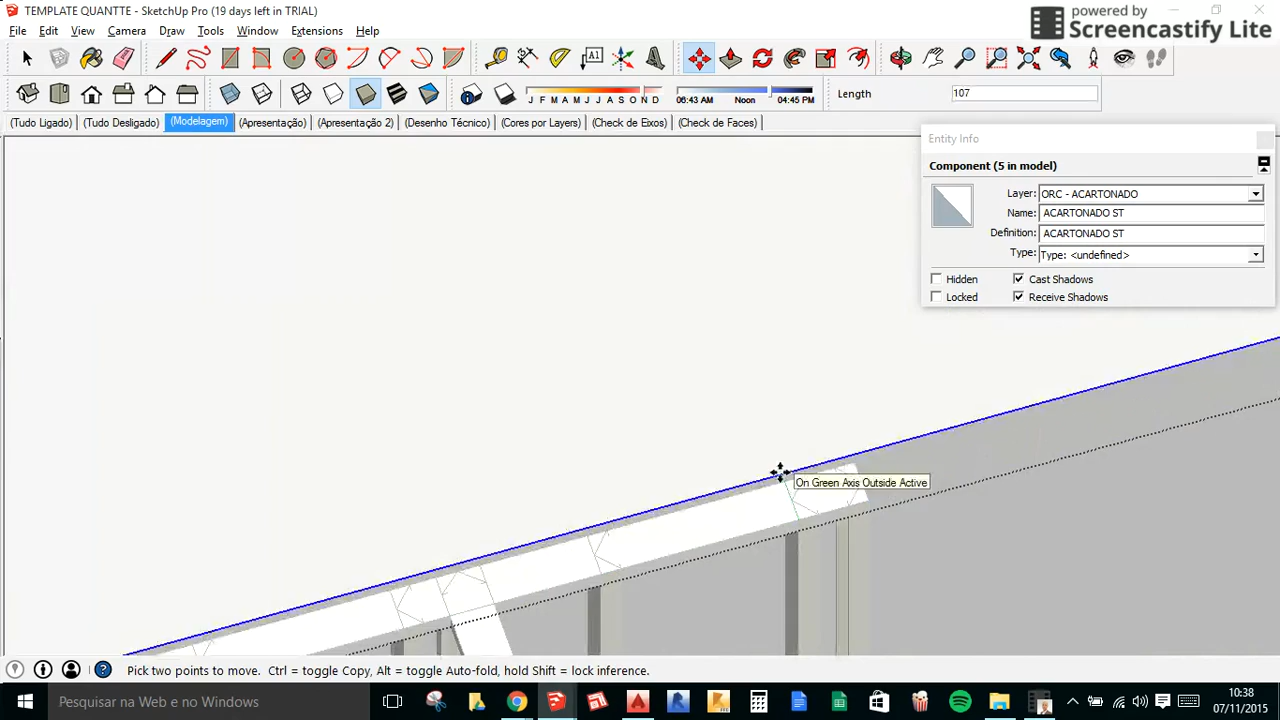 TEMPLATE QUANTTE - SketchUp Pro (19 days left in TRIAL)
powered by
Screencastify Lite
File Edit View Camera Draw Tools Window Extensions Help
A1
J F M A M J J A S O N D
06:43 AM Noon 04:45 PM
Length 107
(Tudo Ligado) (Tudo Desligado) (Modelagem) (Apresentação) (Apresentação 2) (Desenho Técnico) (Cores por Layers) (Check de Eixos) (Check de Faces)
Entity Info
Component (5 in model)
Layer: ORC - ACARTONADO
Name: ACARTONADO ST
Definition: ACARTONADO ST
Type: Type: <undefined>
Hidden Cast Shadows
Locked Receive Shadows
On Green Axis Outside Active
Pick two points to move. Ctrl = toggle Copy, Alt = toggle Auto-fold, hold Shift = lock inference.
Pesquisar na Web e no Windows
10:38
07/11/2015